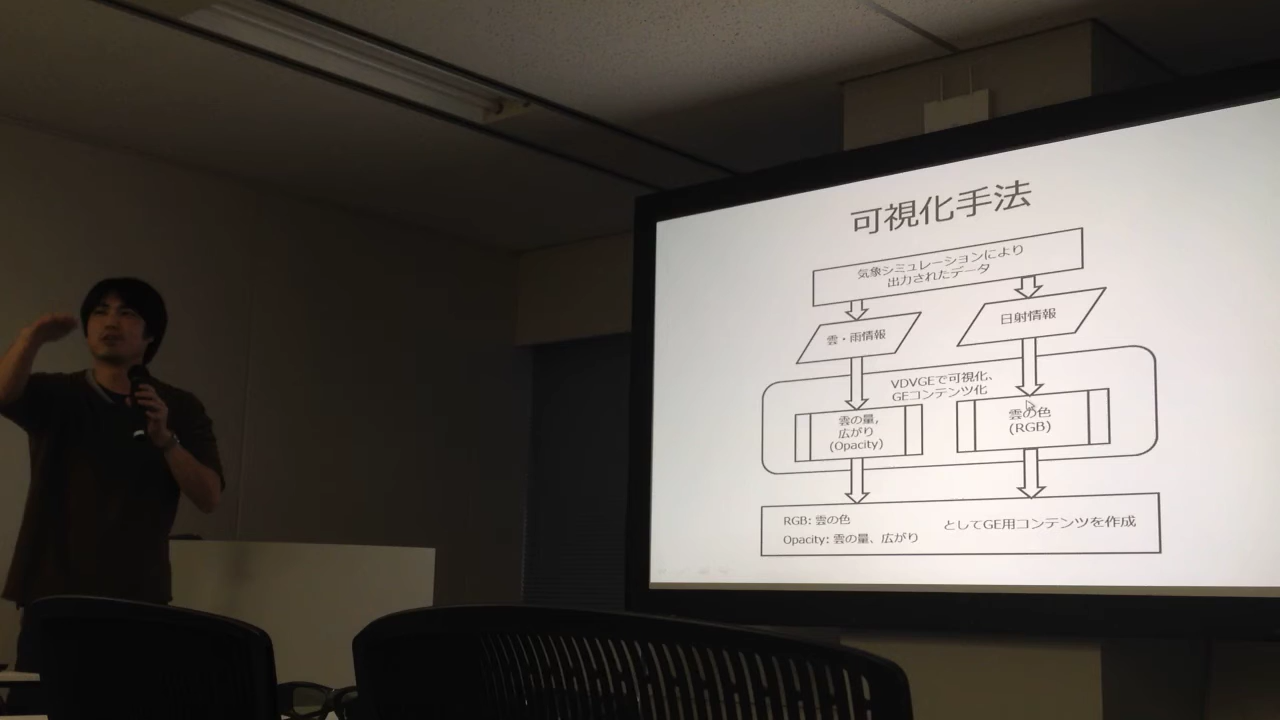 可視化手法
気象シミュレーションにより
出力されたデータ
雲・雨情報
日射情報
VDVGEで可視化、
GEコンテンツ化
雲の量,
広がり
(Opacity)
雲の色
(RGB)
RGB: 雲の色
Opacity: 雲の量、広がり
としてGE用コンテンツを作成